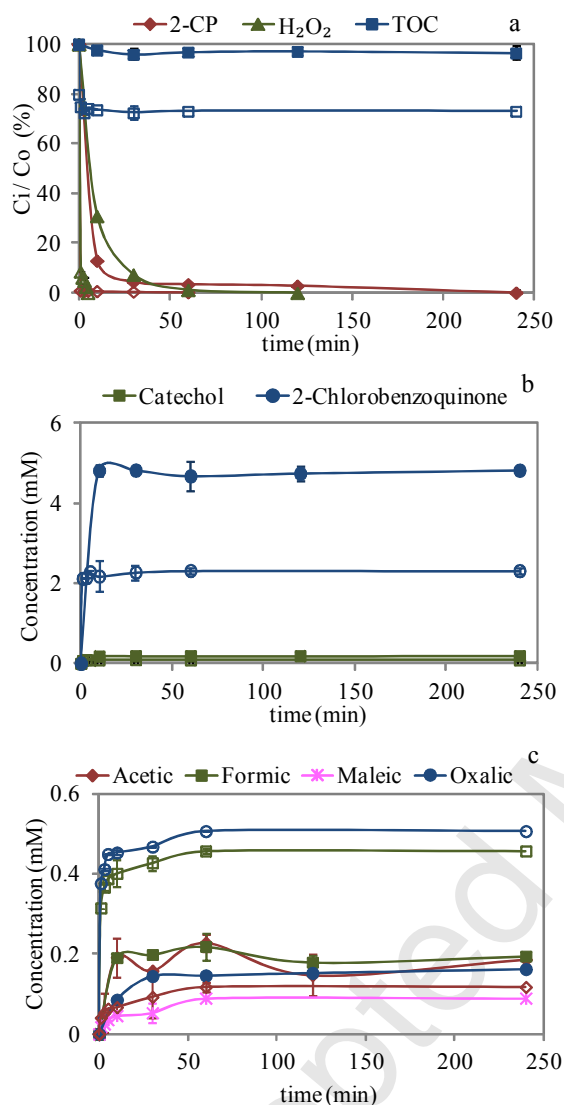 2-CP H₂O₂ TOC a
100
80
60
40
20
0
Ci/ Co (%)
0 50 100 150 200 250
time (min)
Catechol 2-Chlorobenzoquinone b
6
4
2
0
Concentration (mM)
0 50 100 150 200 250
time (min)
Acetic Formic Maleic Oxalic c
0.6
0.4
0.2
0
Concentration (mM)
0 50 100 150 200 250
time (min)